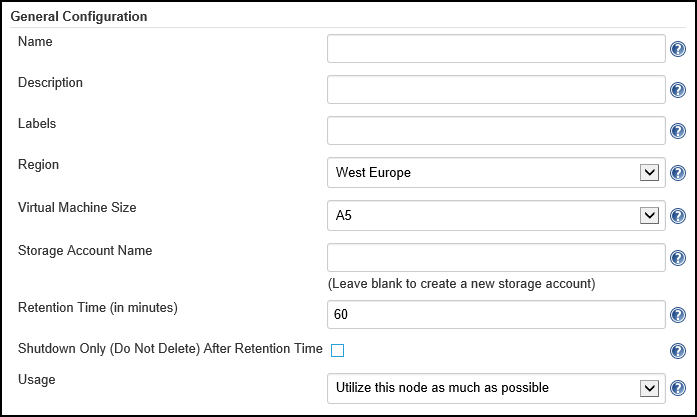 General Configuration
Name
Description
Labels
Region West Europe
Virtual Machine Size A5
Storage Account Name
(Leave blank to create a new storage account)
Retention Time (in minutes) 60
Shutdown Only (Do Not Delete) After Retention Time
Usage Utilize this node as much as possible